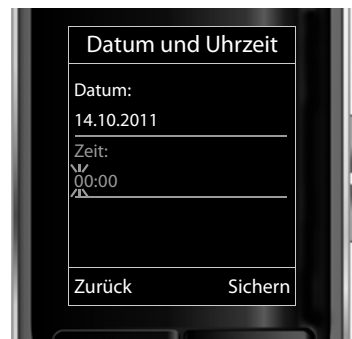 Datum und Uhrzeit
Datum:
14.10.2011
Zeit:
00:00
Zurück Sichern